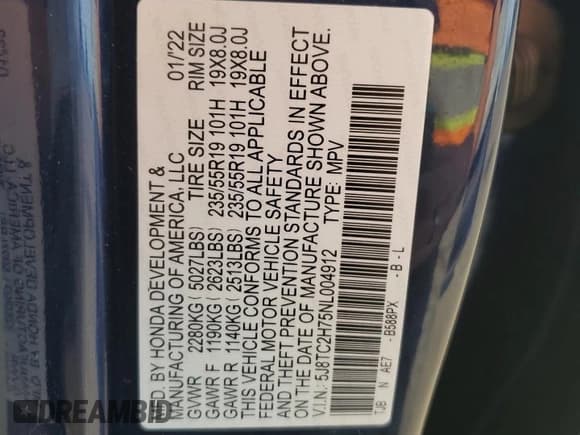 MFD. BY HONDA DEVELOPMENT &
MANUFACTURING OF AMERICA, LLC 01/22
GVWR 2280KG(5027LBS) TIRE SIZE RIM SIZE
GAWR F 1190KG(2623LBS) 235/55R19 101H 19X8.0J
GAWR R 1140KG(2513LBS) 235/55R19 101H 19X8.0J
THIS VEHICLE CONFORMS TO ALL APPLICABLE
FEDERAL MOTOR VEHICLE SAFETY
AND THEFT PREVENTION STANDARDS IN EFFECT
ON THE DATE OF MANUFACTURE SHOWN ABOVE.
V.I.N.: 5J8TC2H75NL004912 TYPE: MPV
TJB N AE7 - B588PX - B - L
DREAMBID